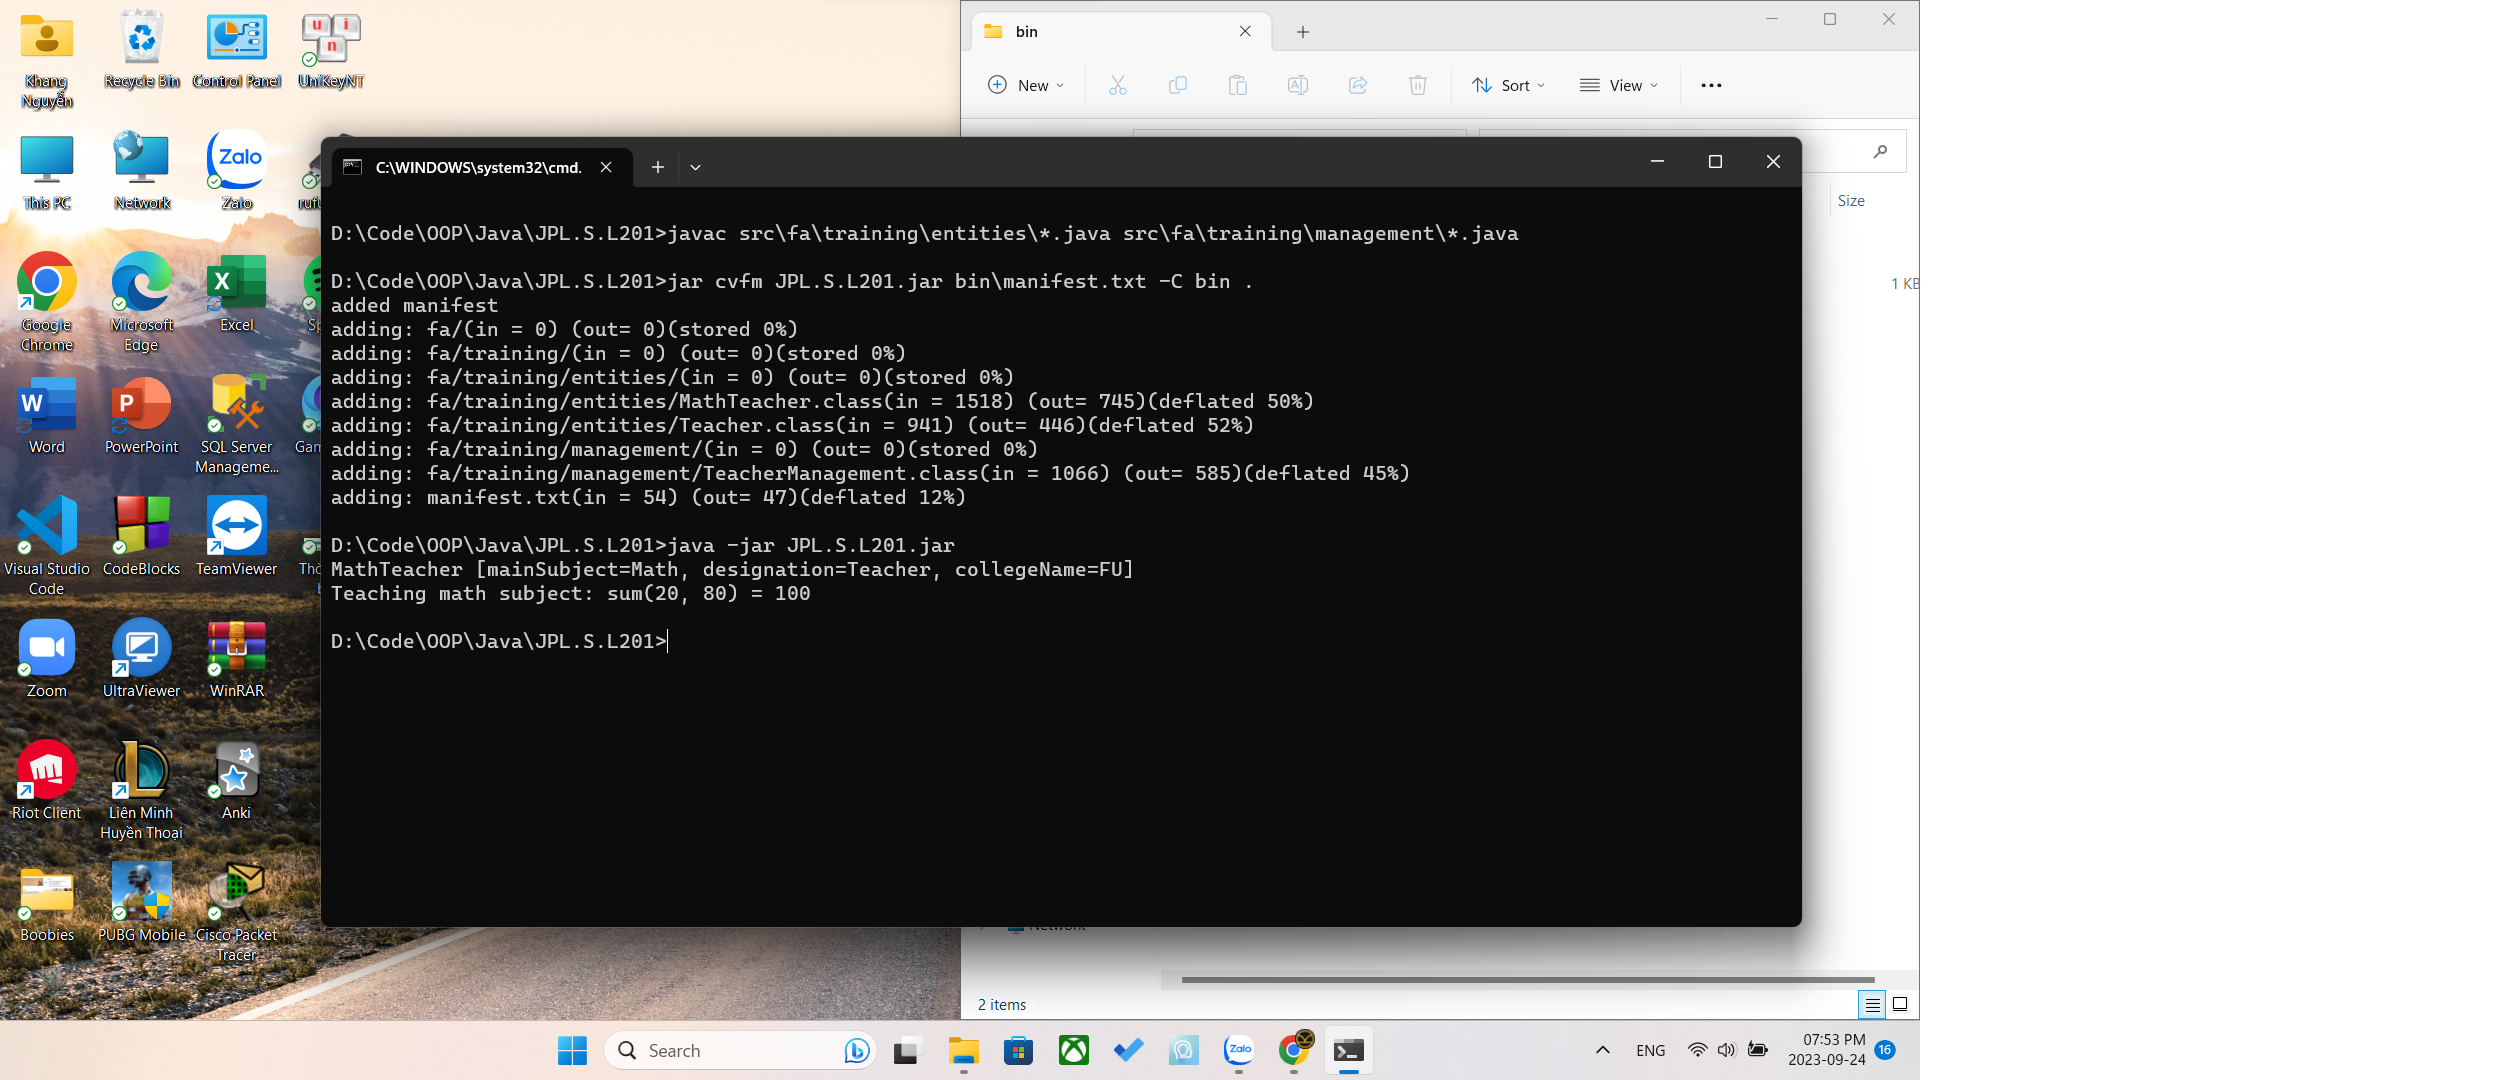 Khang Nguyễn
Recycle Bin
Control Panel
UniKeyNT
This PC
Network
Zalo
Google Chrome
Microsoft Edge
Excel
Word
PowerPoint
SQL Server Manageme...
Visual Studio Code
CodeBlocks
TeamViewer
Zoom
UltraViewer
WinRAR
Riot Client
Liên Minh Huyền Thoại
Anki
Boobies
PUBG Mobile
Cisco Packet Tracer
bin
New
Sort
View
Size
1 KB
C:\WINDOWS\system32\cmd.
D:\Code\OOP\Java\JPL.S.L201>javac src\fa\training\entities\*.java src\fa\training\management\*.java
D:\Code\OOP\Java\JPL.S.L201>jar cvfm JPL.S.L201.jar bin\manifest.txt -C bin .
added manifest
adding: fa/(in = 0) (out= 0)(stored 0%)
adding: fa/training/(in = 0) (out= 0)(stored 0%)
adding: fa/training/entities/(in = 0) (out= 0)(stored 0%)
adding: fa/training/entities/MathTeacher.class(in = 1518) (out= 745)(deflated 50%)
adding: fa/training/entities/Teacher.class(in = 941) (out= 446)(deflated 52%)
adding: fa/training/management/(in = 0) (out= 0)(stored 0%)
adding: fa/training/management/TeacherManagement.class(in = 1066) (out= 585)(deflated 45%)
adding: manifest.txt(in = 54) (out= 47)(deflated 12%)
D:\Code\OOP\Java\JPL.S.L201>java -jar JPL.S.L201.jar
MathTeacher [mainSubject=Math, designation=Teacher, collegeName=FU]
Teaching math subject: sum(20, 80) = 100
D:\Code\OOP\Java\JPL.S.L201>
Network
2 items
Search
ENG
07:53 PM
2023-09-24
16